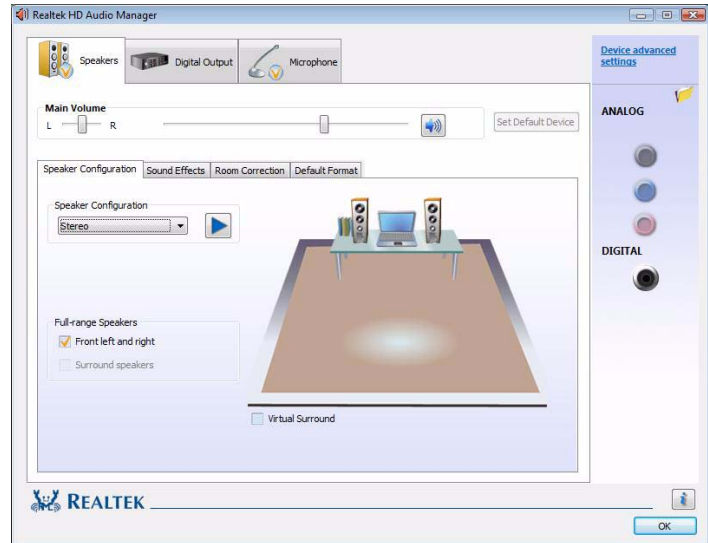 Realtek HD Audio Manager
Speakers
Digital Output
Microphone
Device advanced settings
Main Volume
L
R
Set Default Device
ANALOG
Speaker Configuration
Sound Effects
Room Correction
Default Format
Speaker Configuration
Stereo
DIGITAL
Full-range Speakers
Front left and right
Surround speakers
Virtual Surround
REALTEK
i
OK